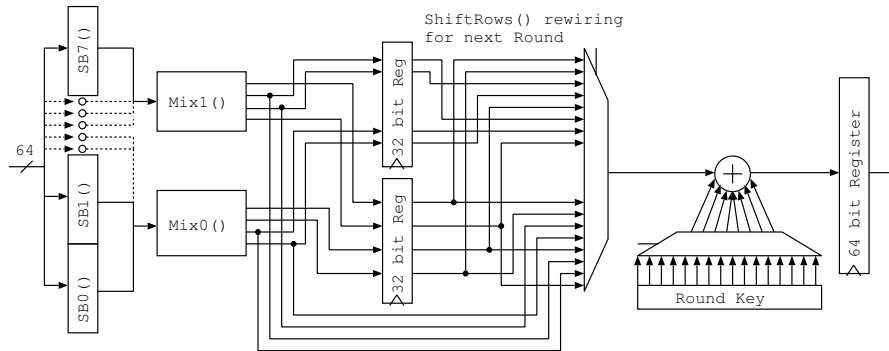 ShiftRows() rewiring
for next Round
SB7()
Mix1()
32 bit Reg
64
SB1()
Mix0()
32 bit Reg
SB0()
+
64 bit Register
Round Key